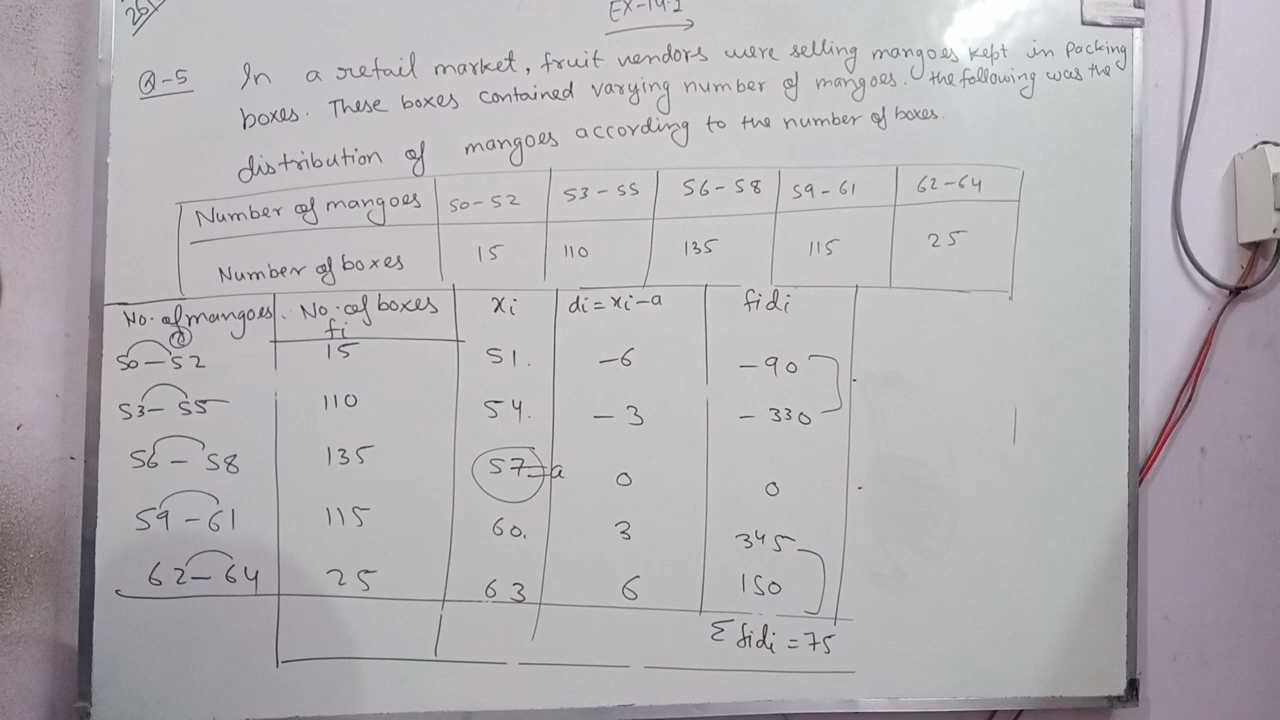 Ex-14.2
Q-5 In a retail market, fruit vendors were selling mangoes kept in packing
boxes. These boxes contained varying number of mangoes. the following was the
distribution of mangoes according to the number of boxes.
Number of mangoes 50-52 53-55 56-58 59-61 62-64
Number of boxes 15 110 135 115 25
No. of mangoes. No. of boxes fi xi di = xi-a fidi
50-52 15 51. -6 -90
53-55 110 54. -3 -330
56-58 135 57=a 0 0
59-61 115 60. 3 345
62-64 25 63 6 150
Σ fidi = 75